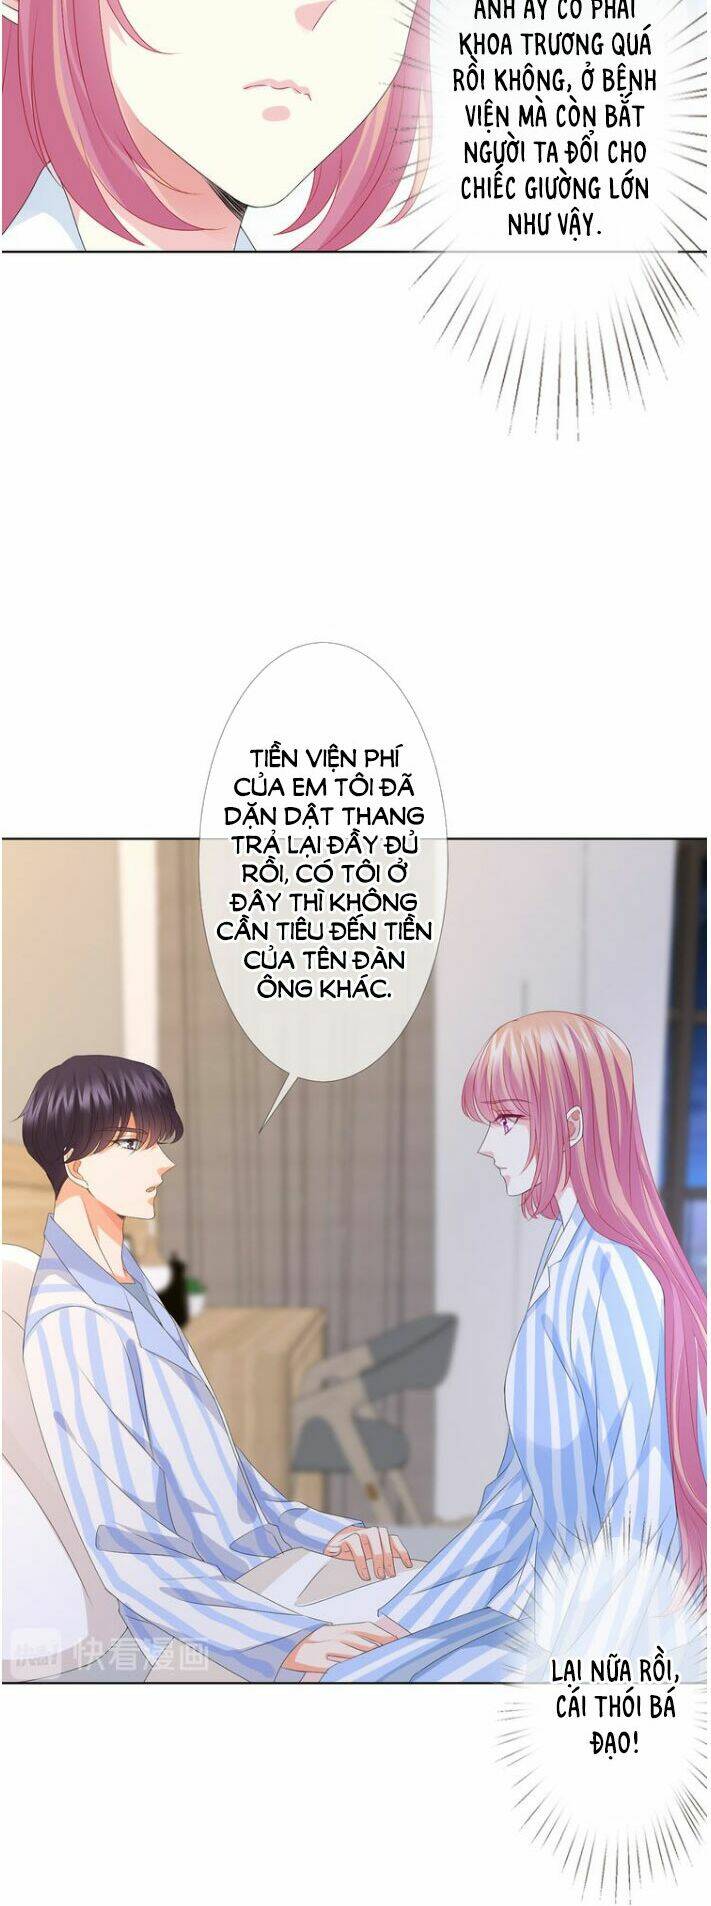 ANH ẤY CÓ PHẢI
KHOA TRƯƠNG QUÁ
RỒI KHÔNG, Ở BỆNH
VIỆN MÀ CÒN BẮT
NGƯỜI TA ĐỔI CHO
CHIẾC GIƯỜNG LỚN
NHƯ VẬY.
TIỀN VIỆN PHÍ
CỦA EM TÔI ĐÃ
DẶN DẬT THANG
TRẢ LẠI ĐẦY ĐỦ
RỒI, CÓ TÔI Ở
ĐÂY THÌ KHÔNG
CẦN TIÊU ĐẾN TIỀN
CỦA TÊN ĐÀN
ÔNG KHÁC.
快看 快看漫画
LẠI NỮA RỒI,
CÁI THÓI BÁ
ĐẠO!